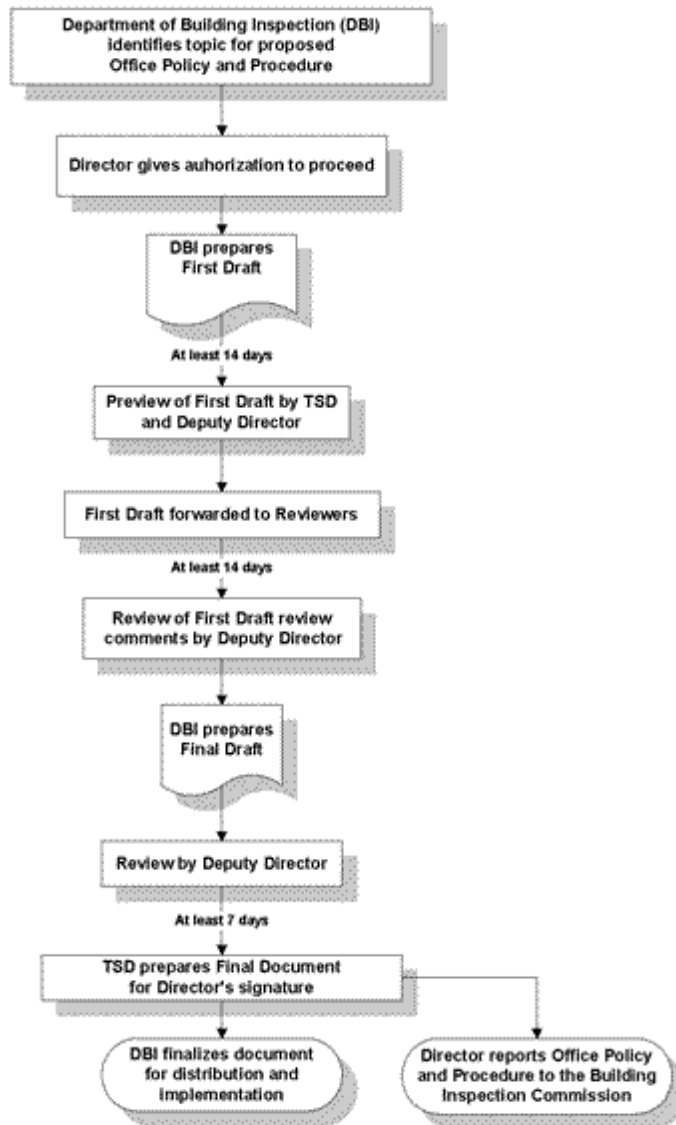 Department of Building Inspection (DBI)
identifies topic for proposed
Office Policy and Procedure
Director gives auhorization to proceed
DBI prepares
First Draft
At least 14 days
Preview of First Draft by TSD
and Deputy Director
First Draft forwarded to Reviewers
At least 14 days
Review of First Draft review
comments by Deputy Director
DBI prepares
Final Draft
Review by Deputy Director
At least 7 days
TSD prepares Final Document
for Director's signature
DBI finalizes document
for distribution and
implementation
Director reports Office Policy
and Procedure to the Building
Inspection Commission